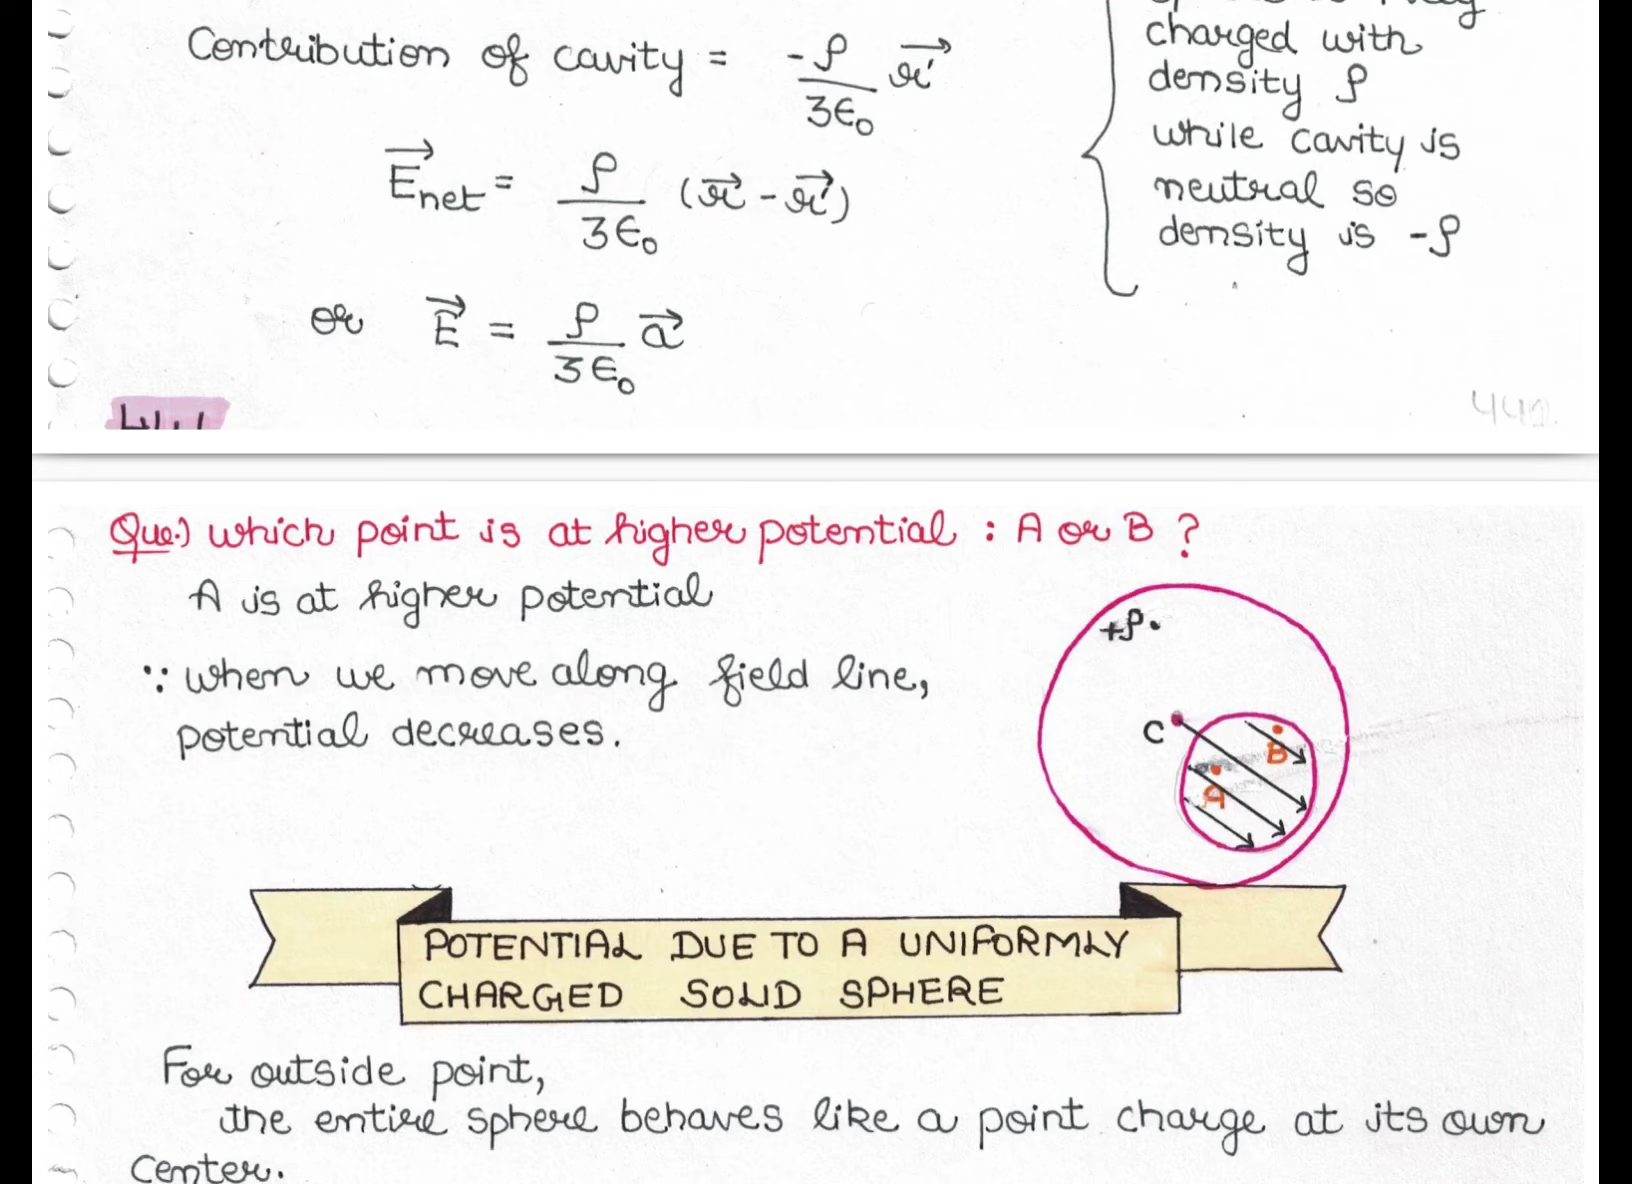 charged with
Contribution of cavity = -ρ/3ϵ₀ r⃗'
density ρ
while cavity is
E⃗net = ρ/3ϵ₀ (r⃗ - r⃗')
neutral so
density is -ρ
or E⃗ = ρ/3ϵ₀ a⃗
441
Que.) which point is at higher potential : A or B ?
A is at higher potential
+ρ.
∵ when we move along field line,
potential decreases.
C
B
A
POTENTIAL DUE TO A UNIFORMLY
CHARGED SOLID SPHERE
For outside point,
the entire sphere behaves like a point charge at its own
center.